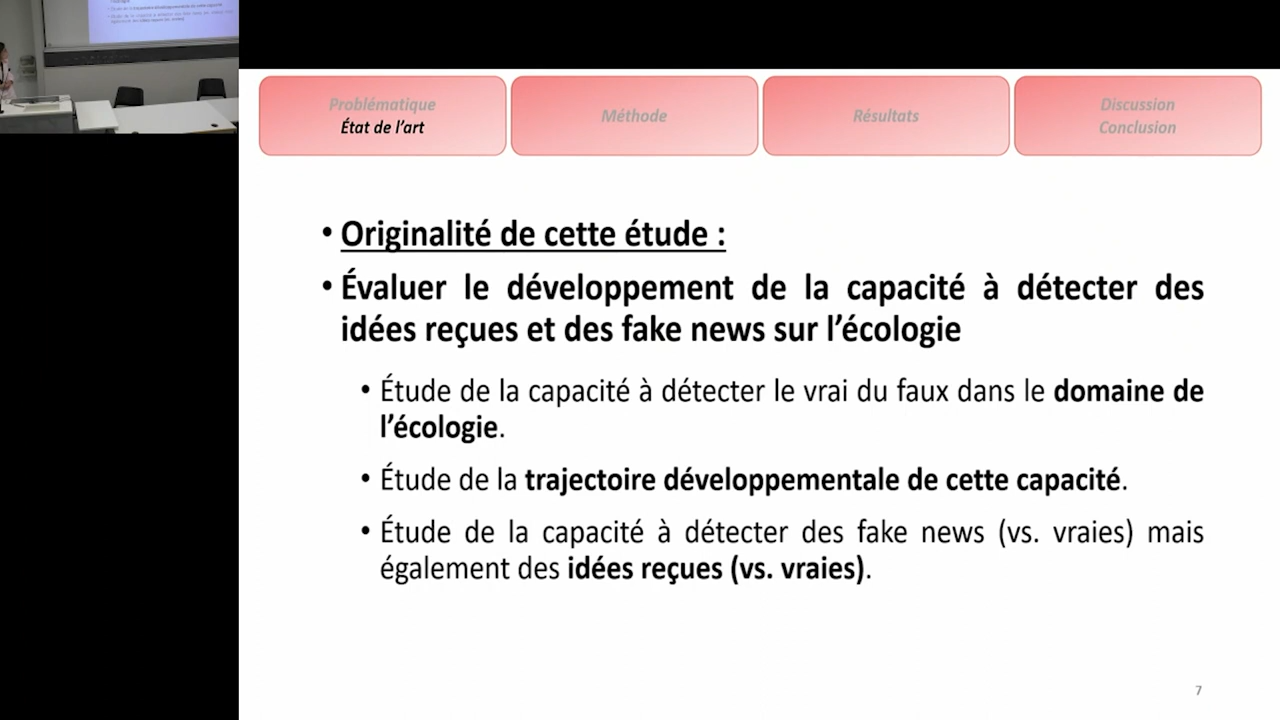 Problématique
État de l'art
Méthode
Résultats
Discussion
Conclusion
• Originalité de cette étude :
• Évaluer le développement de la capacité à détecter des
idées reçues et des fake news sur l'écologie
• Étude de la capacité à détecter le vrai du faux dans le domaine de
l'écologie.
• Étude de la trajectoire développementale de cette capacité.
• Étude de la capacité à détecter des fake news (vs. vraies) mais
également des idées reçues (vs. vraies).
7